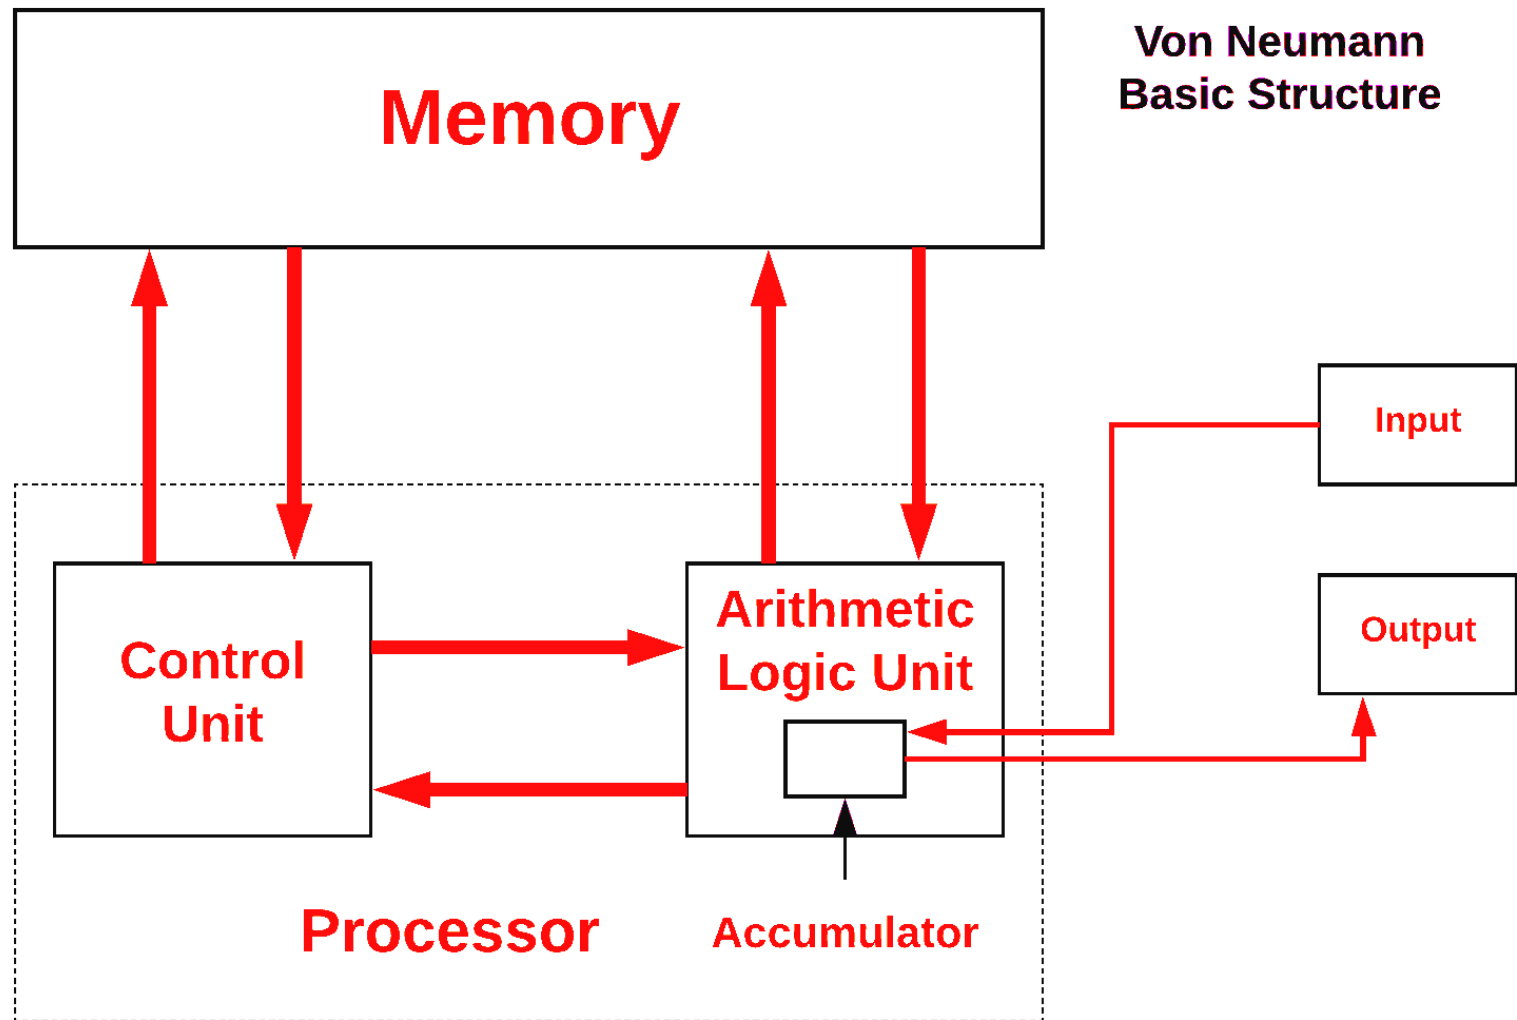 Von Neumann
Basic Structure
Memory
Input
Output
Control
Unit
Arithmetic
Logic Unit
Processor
Accumulator